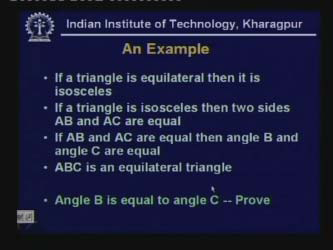 Indian Institute of Technology, Kharagpur
An Example
• If a triangle is equilateral then it is
isosceles
• If a triangle is isosceles then two sides
AB and AC are equal
• If AB and AC are equal then angle B and
angle C are equal
• ABC is an equilateral triangle
• Angle B is equal to angle C -- Prove